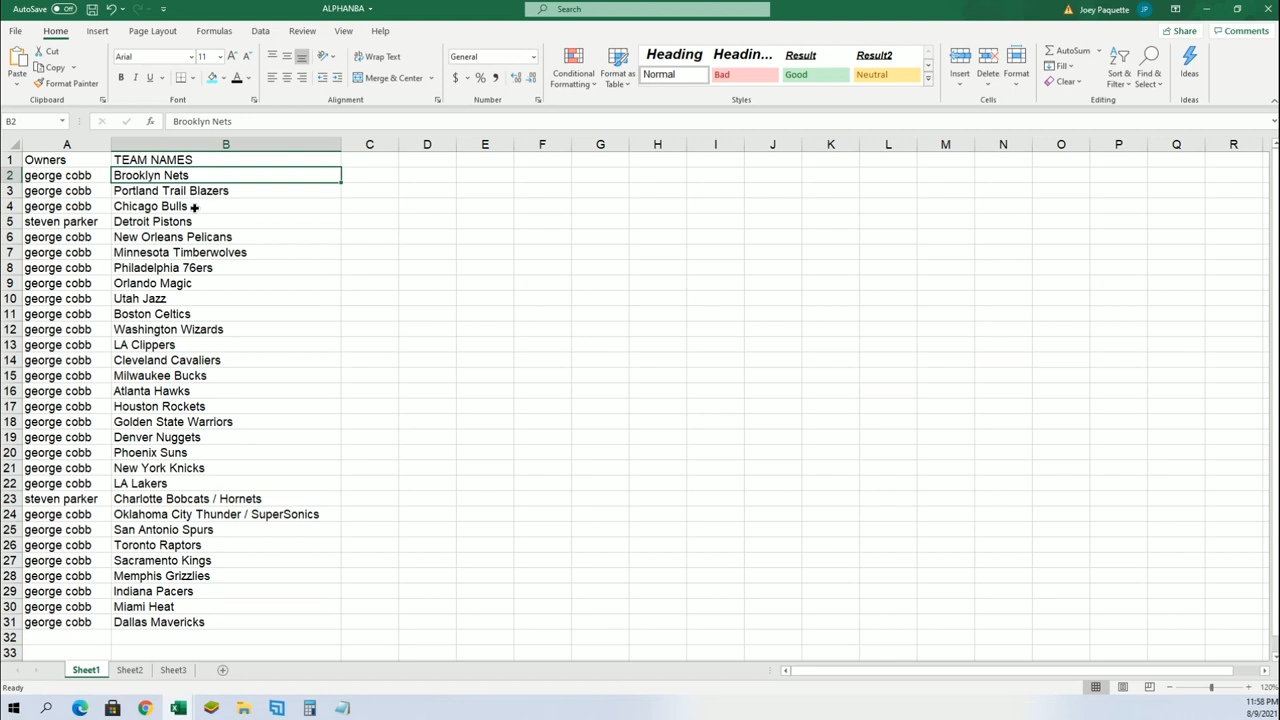 AutoSave Off ALPHANBA Search Joey Paquette JP
File Home Insert Page Layout Formulas Data Review View Help Share Comments
Paste Cut Copy Format Painter Clipboard
Arial 11 B I U A Font
Wrap Text Merge & Center Alignment
General $ % Number
Conditional Formatting Format as Table
Heading Headin... Result Result2
Normal Bad Good Neutral
Styles
Insert Delete Format Cells
AutoSum Fill Clear Sort & Filter Find & Select Editing
Ideas Ideas
B2 fx Brooklyn Nets
A B C D E F G H I J K L M N O P Q R
1 Owners TEAM NAMES
2 george cobb Brooklyn Nets
3 george cobb Portland Trail Blazers
4 george cobb Chicago Bulls
5 steven parker Detroit Pistons
6 george cobb New Orleans Pelicans
7 george cobb Minnesota Timberwolves
8 george cobb Philadelphia 76ers
9 george cobb Orlando Magic
10 george cobb Utah Jazz
11 george cobb Boston Celtics
12 george cobb Washington Wizards
13 george cobb LA Clippers
14 george cobb Cleveland Cavaliers
15 george cobb Milwaukee Bucks
16 george cobb Atlanta Hawks
17 george cobb Houston Rockets
18 george cobb Golden State Warriors
19 george cobb Denver Nuggets
20 george cobb Phoenix Suns
21 george cobb New York Knicks
22 george cobb LA Lakers
23 steven parker Charlotte Bobcats / Hornets
24 george cobb Oklahoma City Thunder / SuperSonics
25 george cobb San Antonio Spurs
26 george cobb Toronto Raptors
27 george cobb Sacramento Kings
28 george cobb Memphis Grizzlies
29 george cobb Indiana Pacers
30 george cobb Miami Heat
31 george cobb Dallas Mavericks
32
33
Sheet1 Sheet2 Sheet3
Ready 120%
11:58 PM
8/9/2021